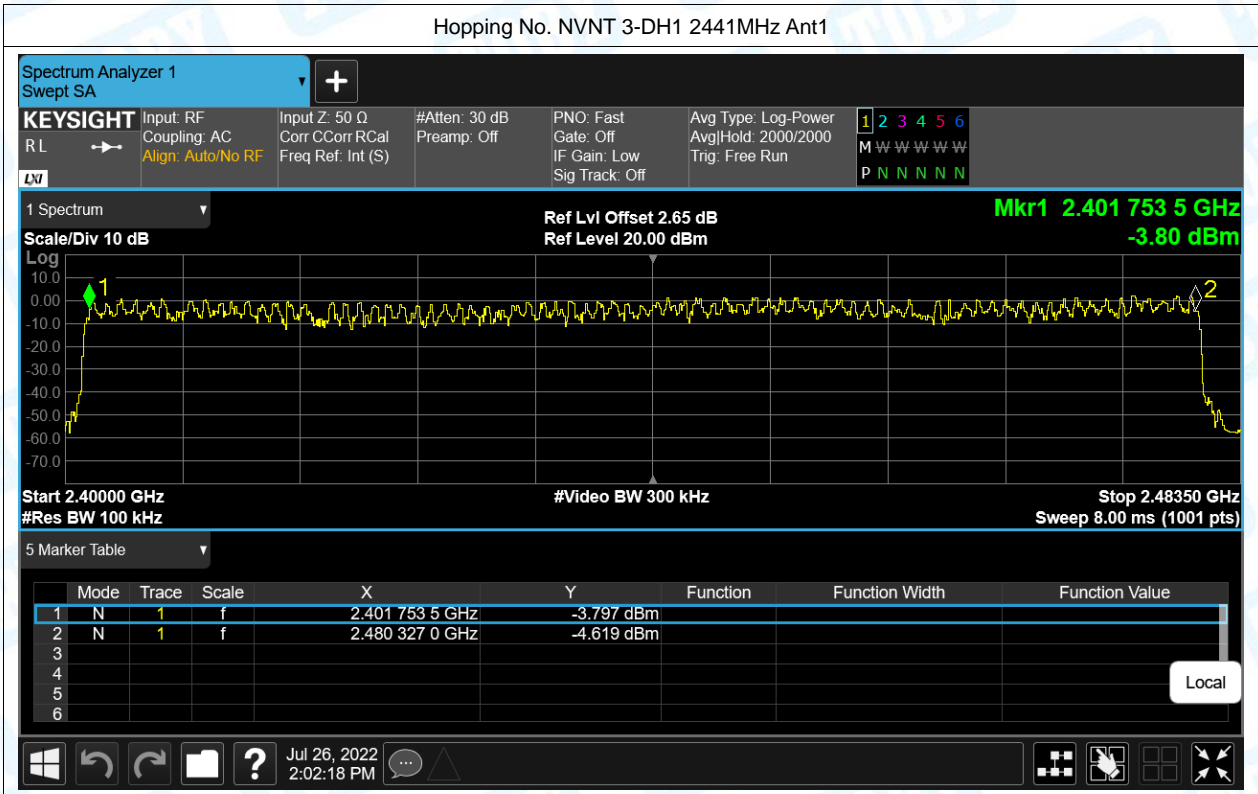 Hopping No. NVNT 3-DH1 2441MHz Ant1
Spectrum Analyzer 1
Swept SA
+
KEYSIGHT Input: RF Input Z: 50 Ω #Atten: 30 dB PNO: Fast Avg Type: Log-Power 1 2 3 4 5 6
R L Coupling: AC Corr CCorr RCal Preamp: Off Gate: Off Avg|Hold: 2000/2000 M W W W W W
Align: Auto/No RF Freq Ref: Int (S) IF Gain: Low Trig: Free Run
LXI Sig Track: Off P N N N N N
1 Spectrum Ref Lvl Offset 2.65 dB Mkr1 2.401 753 5 GHz
Scale/Div 10 dB Ref Level 20.00 dBm -3.80 dBm
Log
10.0
1
2
0.00
-10.0
-20.0
-30.0
-40.0
-50.0
-60.0
-70.0
Start 2.40000 GHz #Video BW 300 kHz Stop 2.48350 GHz
#Res BW 100 kHz Sweep 8.00 ms (1001 pts)
5 Marker Table
Mode Trace Scale X Y Function Function Width Function Value
1 N 1 f 2.401 753 5 GHz -3.797 dBm
2 N 1 f 2.480 327 0 GHz -4.619 dBm
3
4
5
6
Local
? Jul 26, 2022
2:02:18 PM